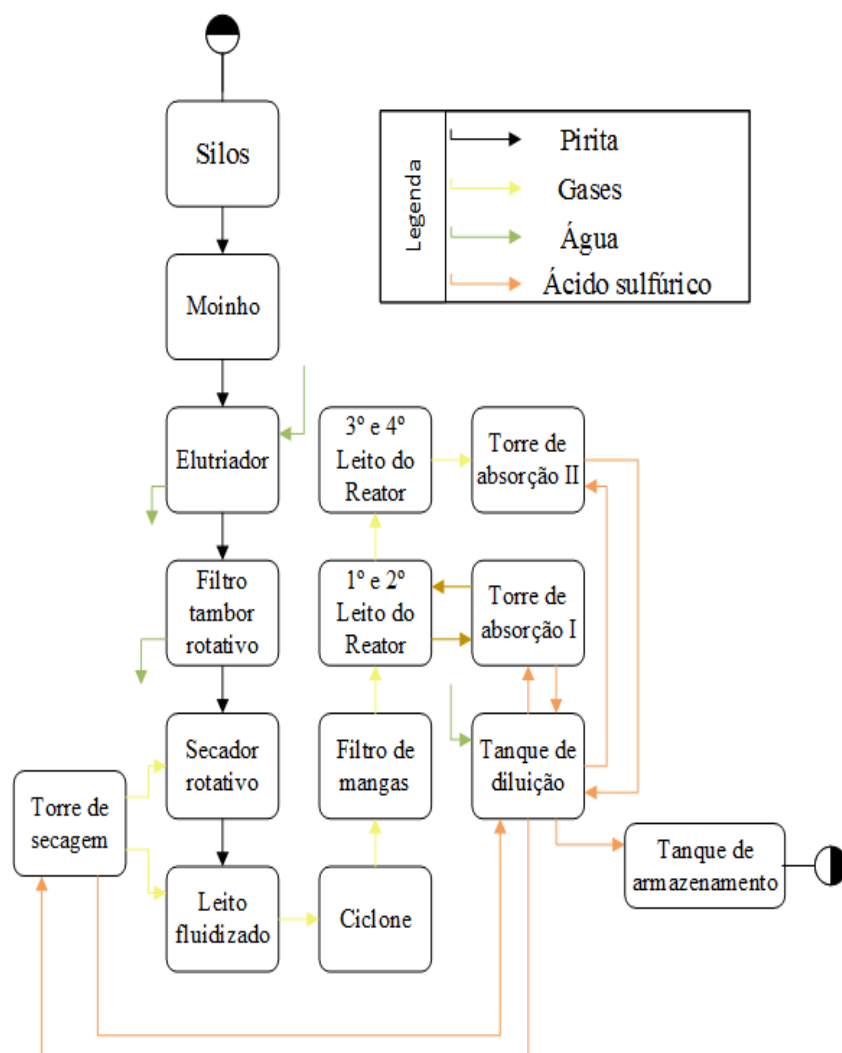 Silos
Legenda
Pirita
Gases
Água
Ácido sulfúrico
Moinho
Elutriador
3º e 4º
Leito do
Reator
Torre de
absorção II
Filtro
tambor
rotativo
1º e 2º
Leito do
Reator
Torre de
absorção I
Secador
rotativo
Filtro de
mangas
Tanque de
diluição
Torre de
secagem
Tanque de
armazenamento
Leito
fluidizado
Ciclone